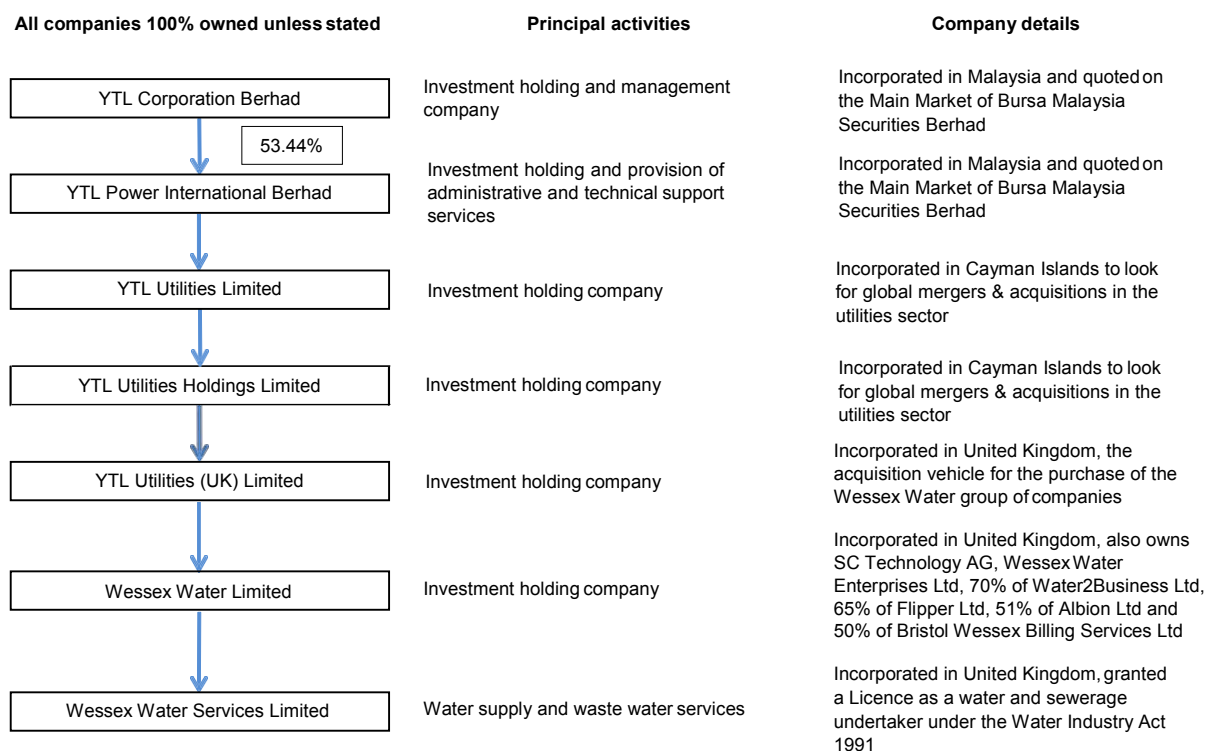 All companies 100% owned unless stated
Principal activities
Company details
YTL Corporation Berhad
Investment holding and management
company
Incorporated in Malaysia and quoted on
the Main Market of Bursa Malaysia
Securities Berhad
53.44%
YTL Power International Berhad
Investment holding and provision of
administrative and technical support
services
Incorporated in Malaysia and quoted on
the Main Market of Bursa Malaysia
Securities Berhad
YTL Utilities Limited
Investment holding company
Incorporated in Cayman Islands to look
for global mergers & acquisitions in the
utilities sector
YTL Utilities Holdings Limited
Investment holding company
Incorporated in Cayman Islands to look
for global mergers & acquisitions in the
utilities sector
YTL Utilities (UK) Limited
Investment holding company
Incorporated in United Kingdom, the
acquisition vehicle for the purchase of the
Wessex Water group of companies
Wessex Water Limited
Investment holding company
Incorporated in United Kingdom, also owns
SC Technology AG, Wessex Water
Enterprises Ltd, 70% of Water2Business Ltd,
65% of Flipper Ltd, 51% of Albion Ltd and
50% of Bristol Wessex Billing Services Ltd
Wessex Water Services Limited
Water supply and waste water services
Incorporated in United Kingdom, granted
a Licence as a water and sewerage
undertaker under the Water Industry Act
1991